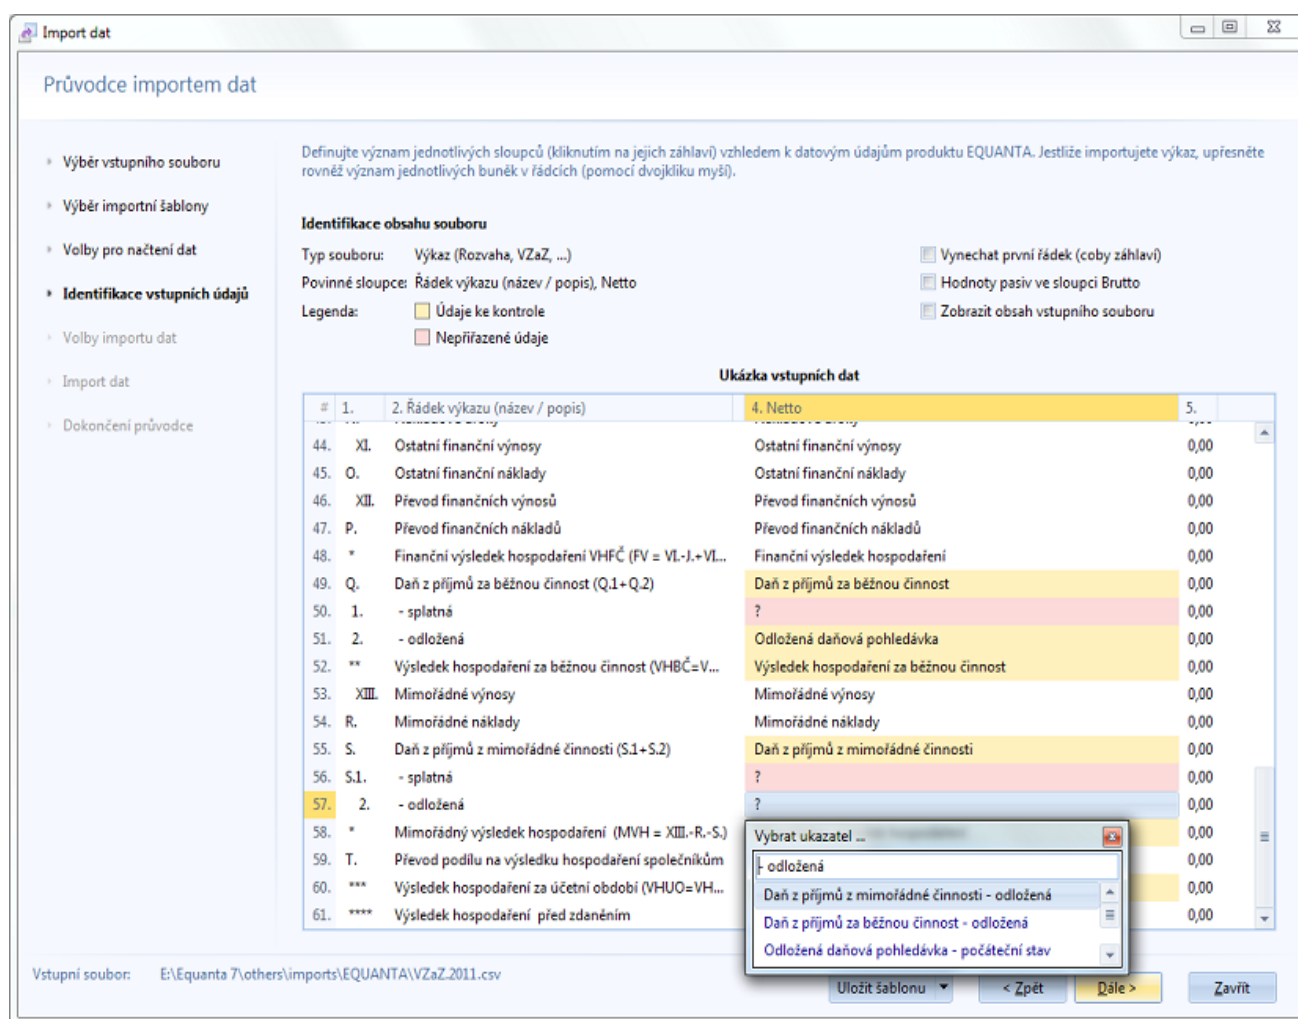 Import dat
Průvodce importem dat
Výběr vstupního souboru
Výběr importní šablony
Volby pro načtení dat
Identifikace vstupních údajů
Volby importu dat
Import dat
Dokončení průvodce
Definujte význam jednotlivých sloupců (kliknutím na jejich záhlaví) vzhledem k datovým údajům produktu EQUANTA. Jestliže importujete výkaz, upřesněte
rovněž význam jednotlivých buněk v řádcích (pomocí dvojkliku myší).
Identifikace obsahu souboru
Typ souboru: Výkaz (Rozvaha, VZaZ, ...)
Povinné sloupce: Řádek výkazu (název / popis), Netto
Legenda: Údaje ke kontrole
Nepřiřazené údaje
Vynechat první řádek (coby záhlaví)
Hodnoty pasiv ve sloupci Brutto
Zobrazit obsah vstupního souboru
Ukázka vstupních dat
# 1. 2. Řádek výkazu (název / popis) 4. Netto 5.
44. XI. Ostatní finanční výnosy Ostatní finanční výnosy 0,00
45. O. Ostatní finanční náklady Ostatní finanční náklady 0,00
46. XII. Převod finančních výnosů Převod finančních výnosů 0,00
47. P. Převod finančních nákladů Převod finančních nákladů 0,00
48. * Finanční výsledek hospodaření VHFČ (FV = VI.-J.+VI... Finanční výsledek hospodaření 0,00
49. Q. Daň z příjmů za běžnou činnost (Q.1+Q.2) Daň z příjmů za běžnou činnost 0,00
50. 1. - splatná ? 0,00
51. 2. - odložená Odložená daňová pohledávka 0,00
52. ** Výsledek hospodaření za běžnou činnost (VHBČ=V... Výsledek hospodaření za běžnou činnost 0,00
53. XIII. Mimořádné výnosy Mimořádné výnosy 0,00
54. R. Mimořádné náklady Mimořádné náklady 0,00
55. S. Daň z příjmů z mimořádné činnosti (S.1+S.2) Daň z příjmů z mimořádné činnosti 0,00
56. S.1. - splatná ? 0,00
57. 2. - odložená ? 0,00
58. * Mimořádný výsledek hospodaření (MVH = XIII.-R.-S.) 0,00
59. T. Převod podílu na výsledku hospodaření společníkům 0,00
60. *** Výsledek hospodaření za účetní období (VHUO=VH... 0,00
61. **** Výsledek hospodaření před zdaněním 0,00
Vybrat ukazatel ...
- odložená
Daň z příjmů z mimořádné činnosti - odložená
Daň z příjmů za běžnou činnost - odložená
Odložená daňová pohledávka - počáteční stav
Vstupní soubor: E:\Equanta 7\others\imports\EQUANTA\VZaZ.2011.csv
Uložit šablonu < Zpět Dále > Zavřít